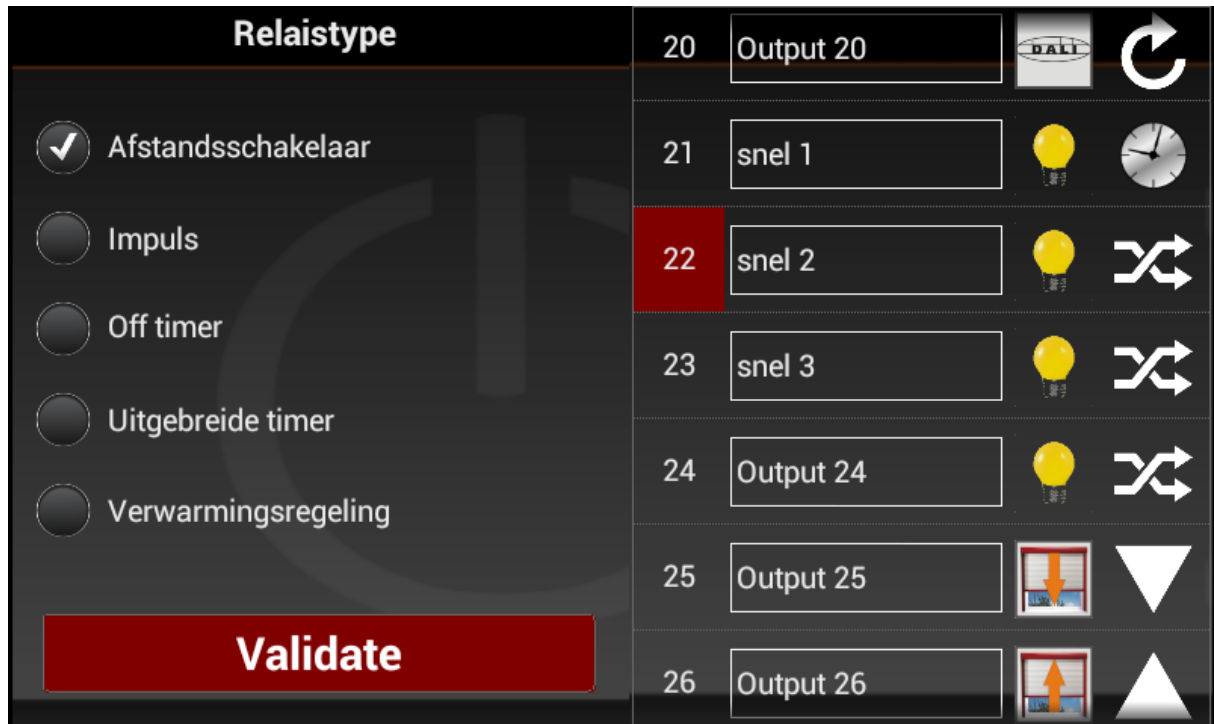 Relaistype
Afstandsschakelaar
Impuls
Off timer
Uitgebreide timer
Verwarmingsregeling
Validate
20 Output 20 DALI
21 snel 1
22 snel 2
23 snel 3
24 Output 24
25 Output 25
26 Output 26